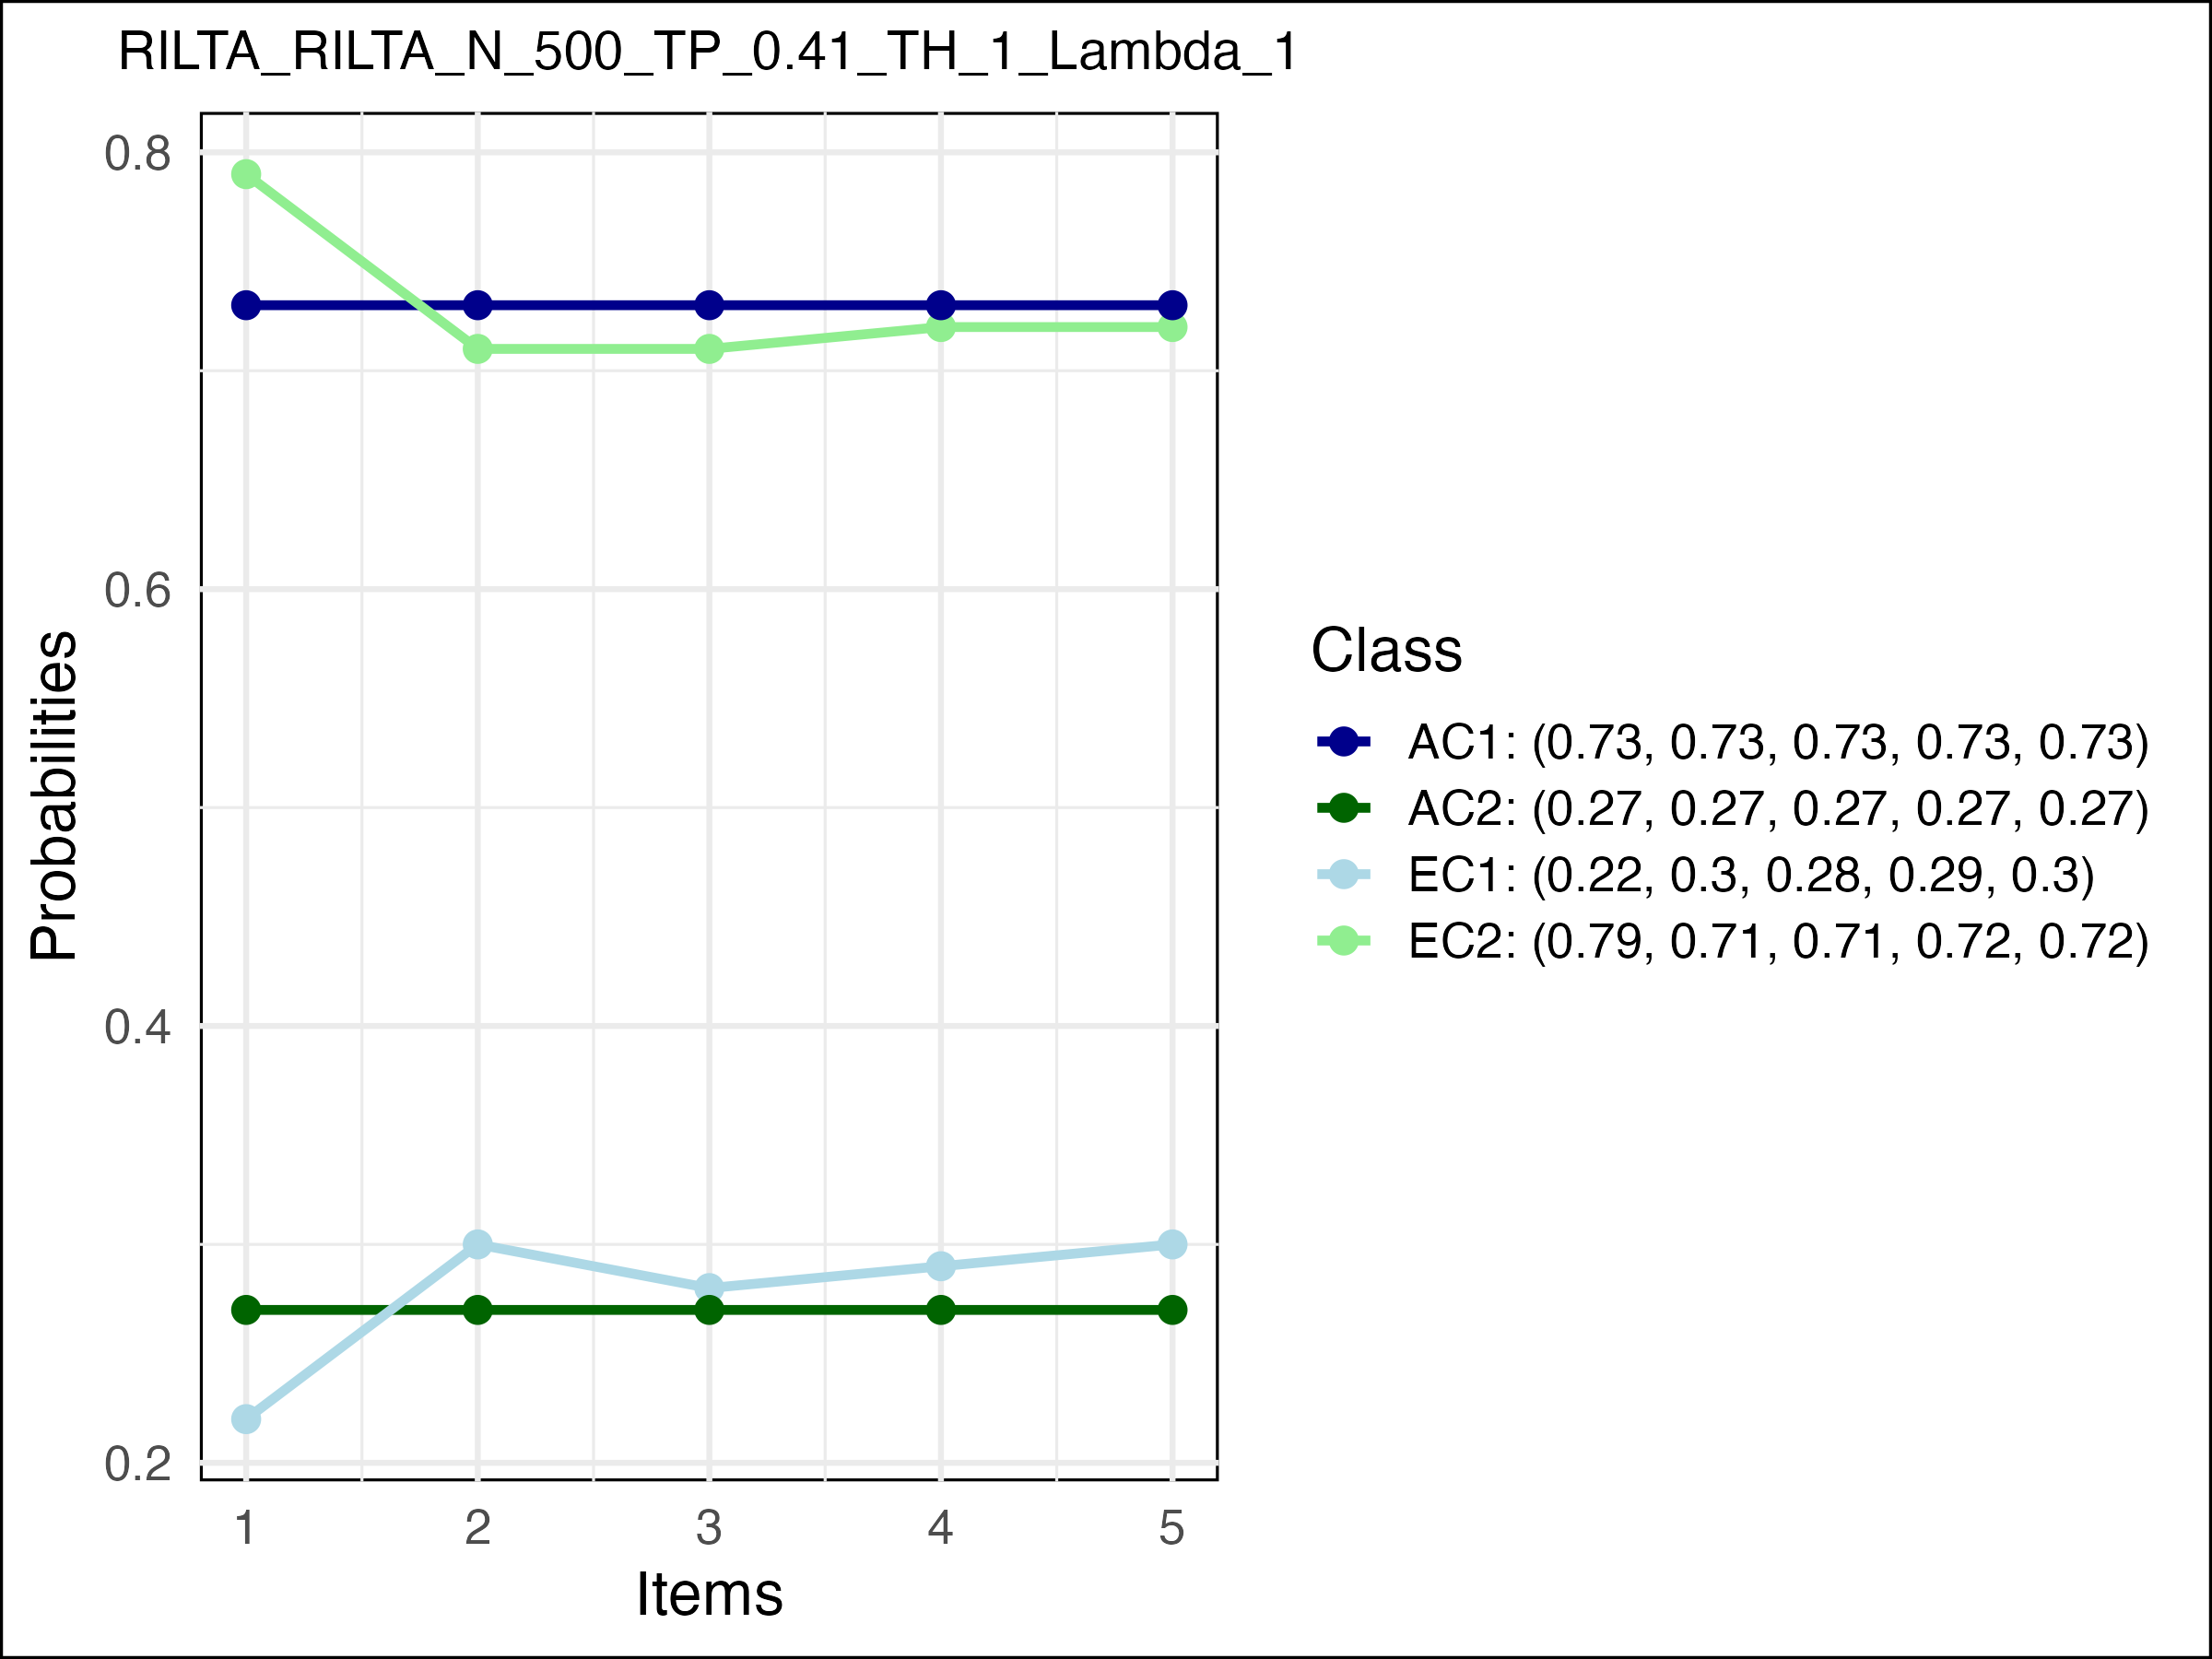 RILTA_RILTA_N_500_TP_0.41_TH_1_Lambda_1
0.8
0.6
0.4
0.2
Probabilities
1 2 3 4 5
Items
Class
AC1: (0.73, 0.73, 0.73, 0.73, 0.73)
AC2: (0.27, 0.27, 0.27, 0.27, 0.27)
EC1: (0.22, 0.3, 0.28, 0.29, 0.3)
EC2: (0.79, 0.71, 0.71, 0.72, 0.72)